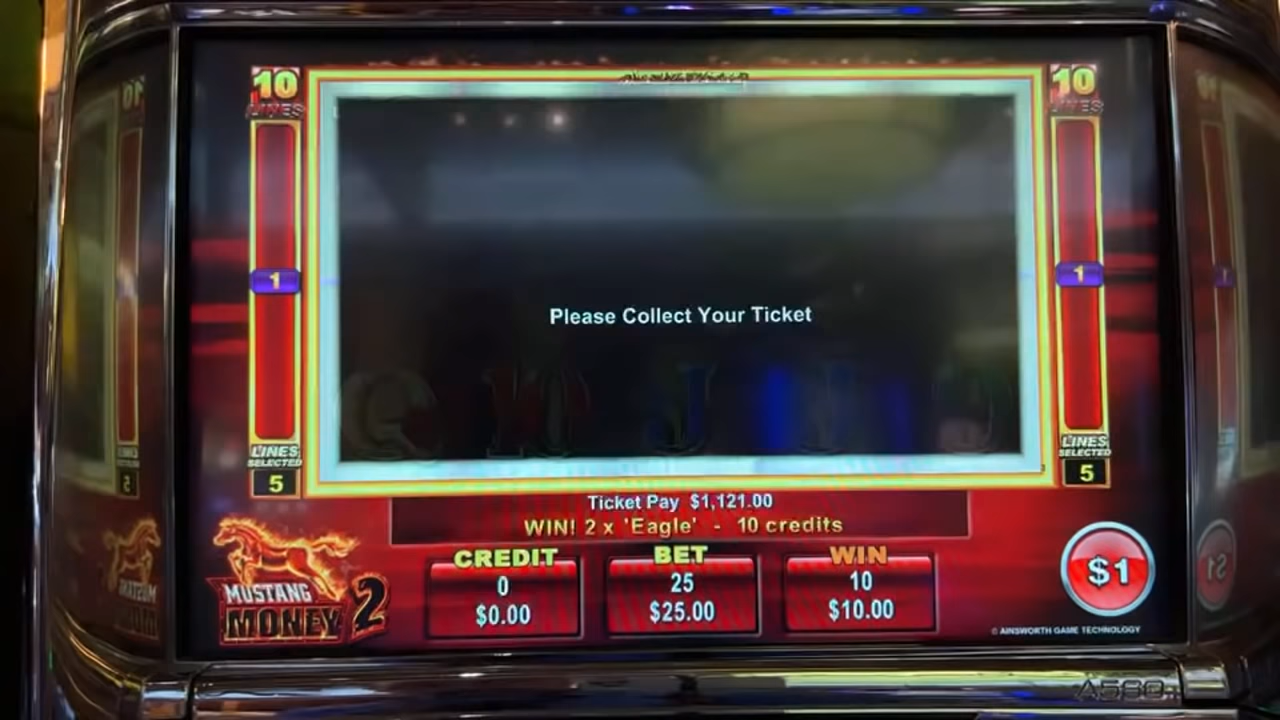 10
LINES
10
LINES
1
1
Please Collect Your Ticket
LINES
SELECTED
5
LINES
SELECTED
5
Ticket Pay $1,121.00
WIN! 2 x 'Eagle' - 10 credits
CREDIT
BET
WIN
0
25
10
$0.00
$25.00
$10.00
MUSTANG
MONEY 2
$1
© AINSWORTH GAME TECHNOLOGY
A560